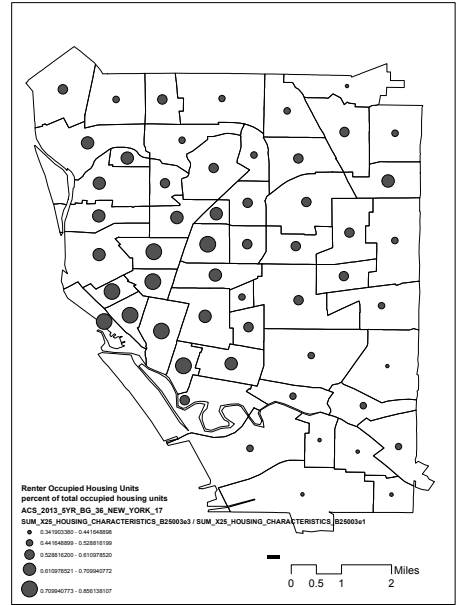 Renter Occupied Housing Units
percent of total occupied housing units
ACS_2013_5YR_BG_36_NEW_YORK_17
SUM_X25_HOUSING_CHARACTERISTICS_B25003e3 / SUM_X25_HOUSING_CHARACTERISTICS_B25003e1
0.341903380 - 0.441648898
0.441648899 - 0.528816199
0.528816200 - 0.610978520
0.610978521 - 0.709940772
0.709940773 - 0.856138107
Miles
0 0.5 1 2